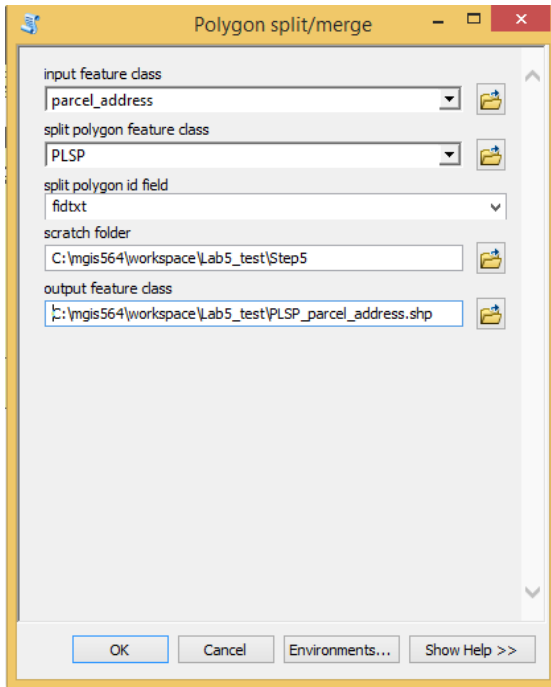 Polygon split/merge
input feature class
parcel_address
split polygon feature class
PLSP
split polygon id field
fidtxt
scratch folder
C:\mgis564\workspace\Lab5_test\Step5
output feature class
C:\mgis564\workspace\Lab5_test\PLSP_parcel_address.shp
OK Cancel Environments... Show Help >>